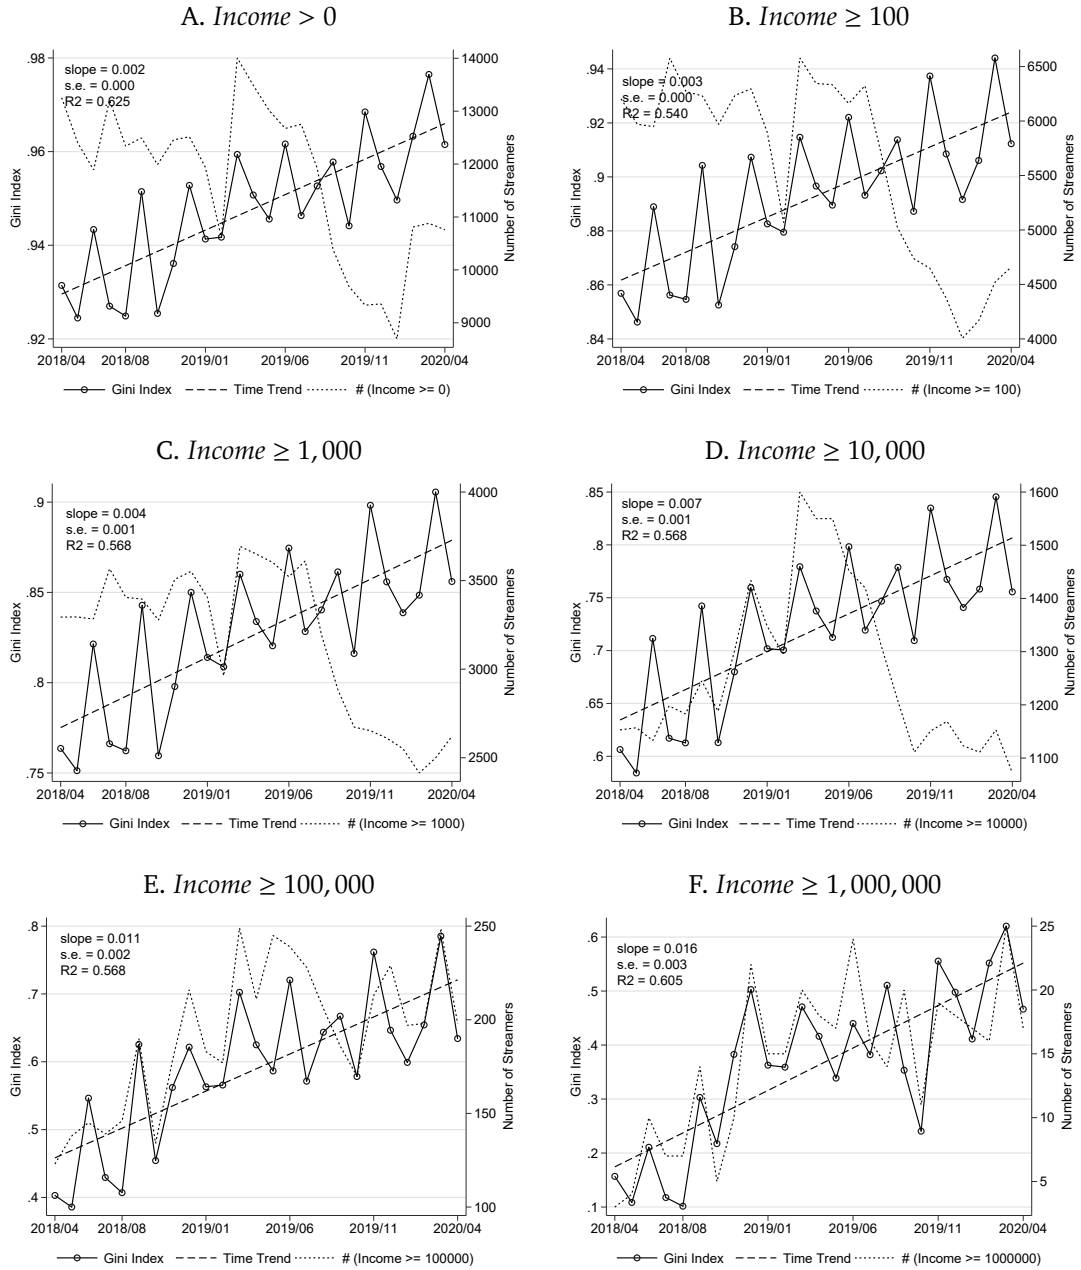 A. Income > 0
slope = 0.002
s.e. = 0.000
R2 = 0.625
.98
.96
.94
.92
Gini Index
14000
13000
12000
11000
10000
9000
Number of Streamers
2018/04 2018/08 2019/01 2019/06 2019/11 2020/04
Gini Index Time Trend # (Income >= 0)
B. Income ≥ 100
slope = 0.003
s.e. = 0.000
R2 = 0.540
.94
.92
.9
.88
.86
.84
Gini Index
6500
6000
5500
5000
4500
4000
Number of Streamers
2018/04 2018/08 2019/01 2019/06 2019/11 2020/04
Gini Index Time Trend # (Income >= 100)
C. Income ≥ 1,000
slope = 0.004
s.e. = 0.001
R2 = 0.568
.9
.85
.8
.75
Gini Index
4000
3500
3000
2500
Number of Streamers
2018/04 2018/08 2019/01 2019/06 2019/11 2020/04
Gini Index Time Trend # (Income >= 1000)
D. Income ≥ 10,000
slope = 0.007
s.e. = 0.001
R2 = 0.568
.85
.8
.75
.7
.65
.6
Gini Index
1600
1500
1400
1300
1200
1100
Number of Streamers
2018/04 2018/08 2019/01 2019/06 2019/11 2020/04
Gini Index Time Trend # (Income >= 10000)
E. Income ≥ 100,000
slope = 0.011
s.e. = 0.002
R2 = 0.568
.8
.7
.6
.5
.4
Gini Index
250
200
150
100
Number of Streamers
2018/04 2018/08 2019/01 2019/06 2019/11 2020/04
Gini Index Time Trend # (Income >= 100000)
F. Income ≥ 1,000,000
slope = 0.016
s.e. = 0.003
R2 = 0.605
.6
.5
.4
.3
.2
.1
Gini Index
25
20
15
10
5
Number of Streamers
2018/04 2018/08 2019/01 2019/06 2019/11 2020/04
Gini Index Time Trend # (Income >= 1000000)